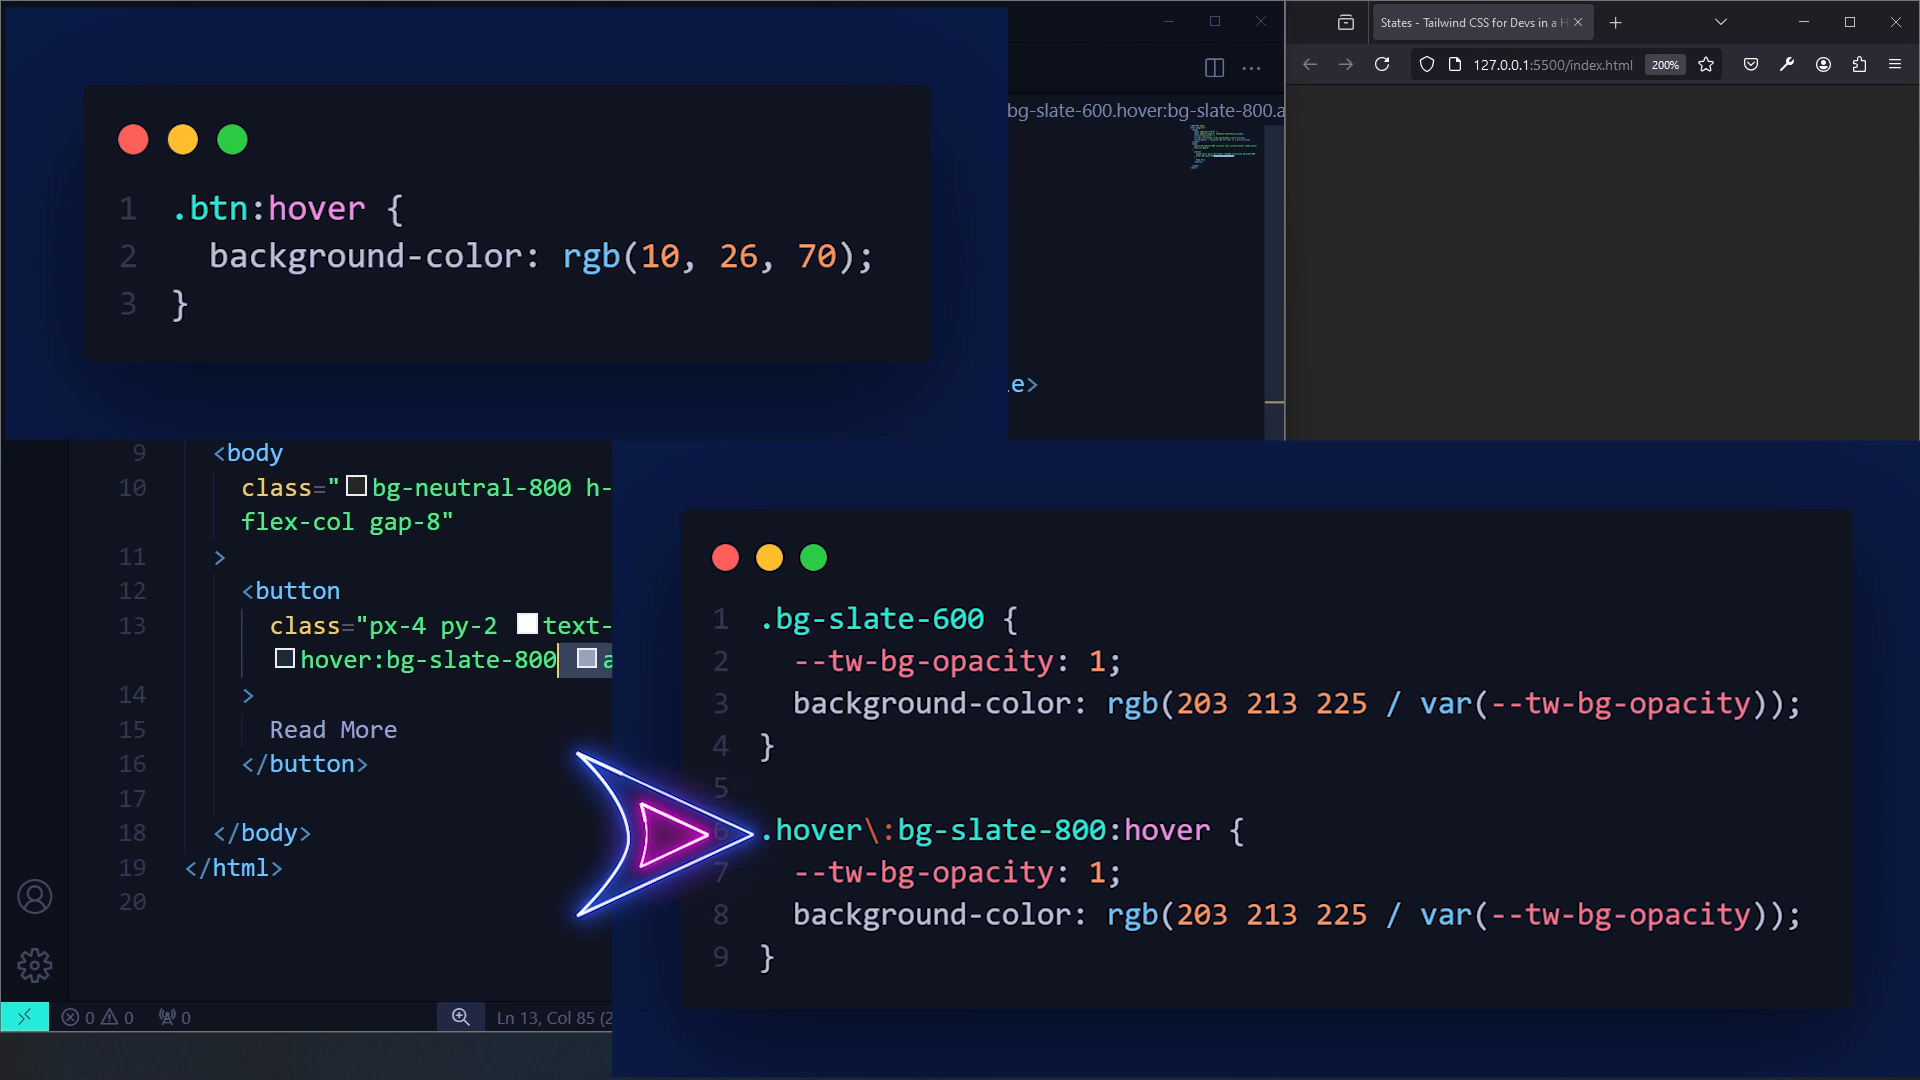 States - Tailwind CSS for Devs in a H
127.0.0.1:5500/index.html
200%
bg-slate-600.hover:bg-slate-800.a
1 .btn:hover {
2 background-color: rgb(10, 26, 70);
3 }
le>
9 <body
10 class="bg-neutral-800 h-
flex-col gap-8"
11 >
12 <button
13 class="px-4 py-2 text-
hover:bg-slate-800 a
14 >
15 Read More
16 </button>
17
18 </body>
19 </html>
20
1 .bg-slate-600 {
2 --tw-bg-opacity: 1;
3 background-color: rgb(203 213 225 / var(--tw-bg-opacity));
4 }
5
6 .hover\:bg-slate-800:hover {
7 --tw-bg-opacity: 1;
8 background-color: rgb(203 213 225 / var(--tw-bg-opacity));
9 }
0 0 0
Ln 13, Col 85 (2